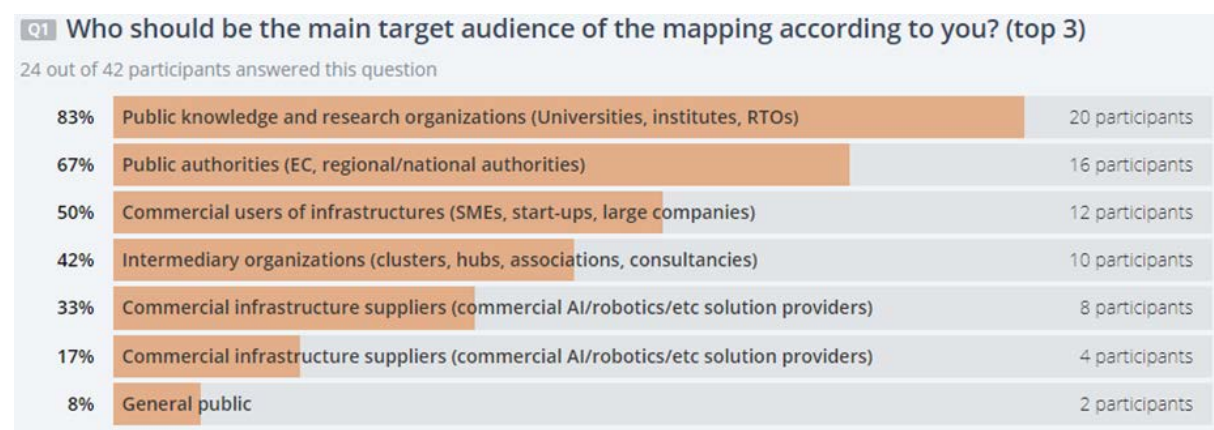 Q1 Who should be the main target audience of the mapping according to you? (top 3)
24 out of 42 participants answered this question
83% Public knowledge and research organizations (Universities, institutes, RTOs) 20 participants
67% Public authorities (EC, regional/national authorities) 16 participants
50% Commercial users of infrastructures (SMEs, start-ups, large companies) 12 participants
42% Intermediary organizations (clusters, hubs, associations, consultancies) 10 participants
33% Commercial infrastructure suppliers (commercial AI/robotics/etc solution providers) 8 participants
17% Commercial infrastructure suppliers (commercial AI/robotics/etc solution providers) 4 participants
8% General public 2 participants